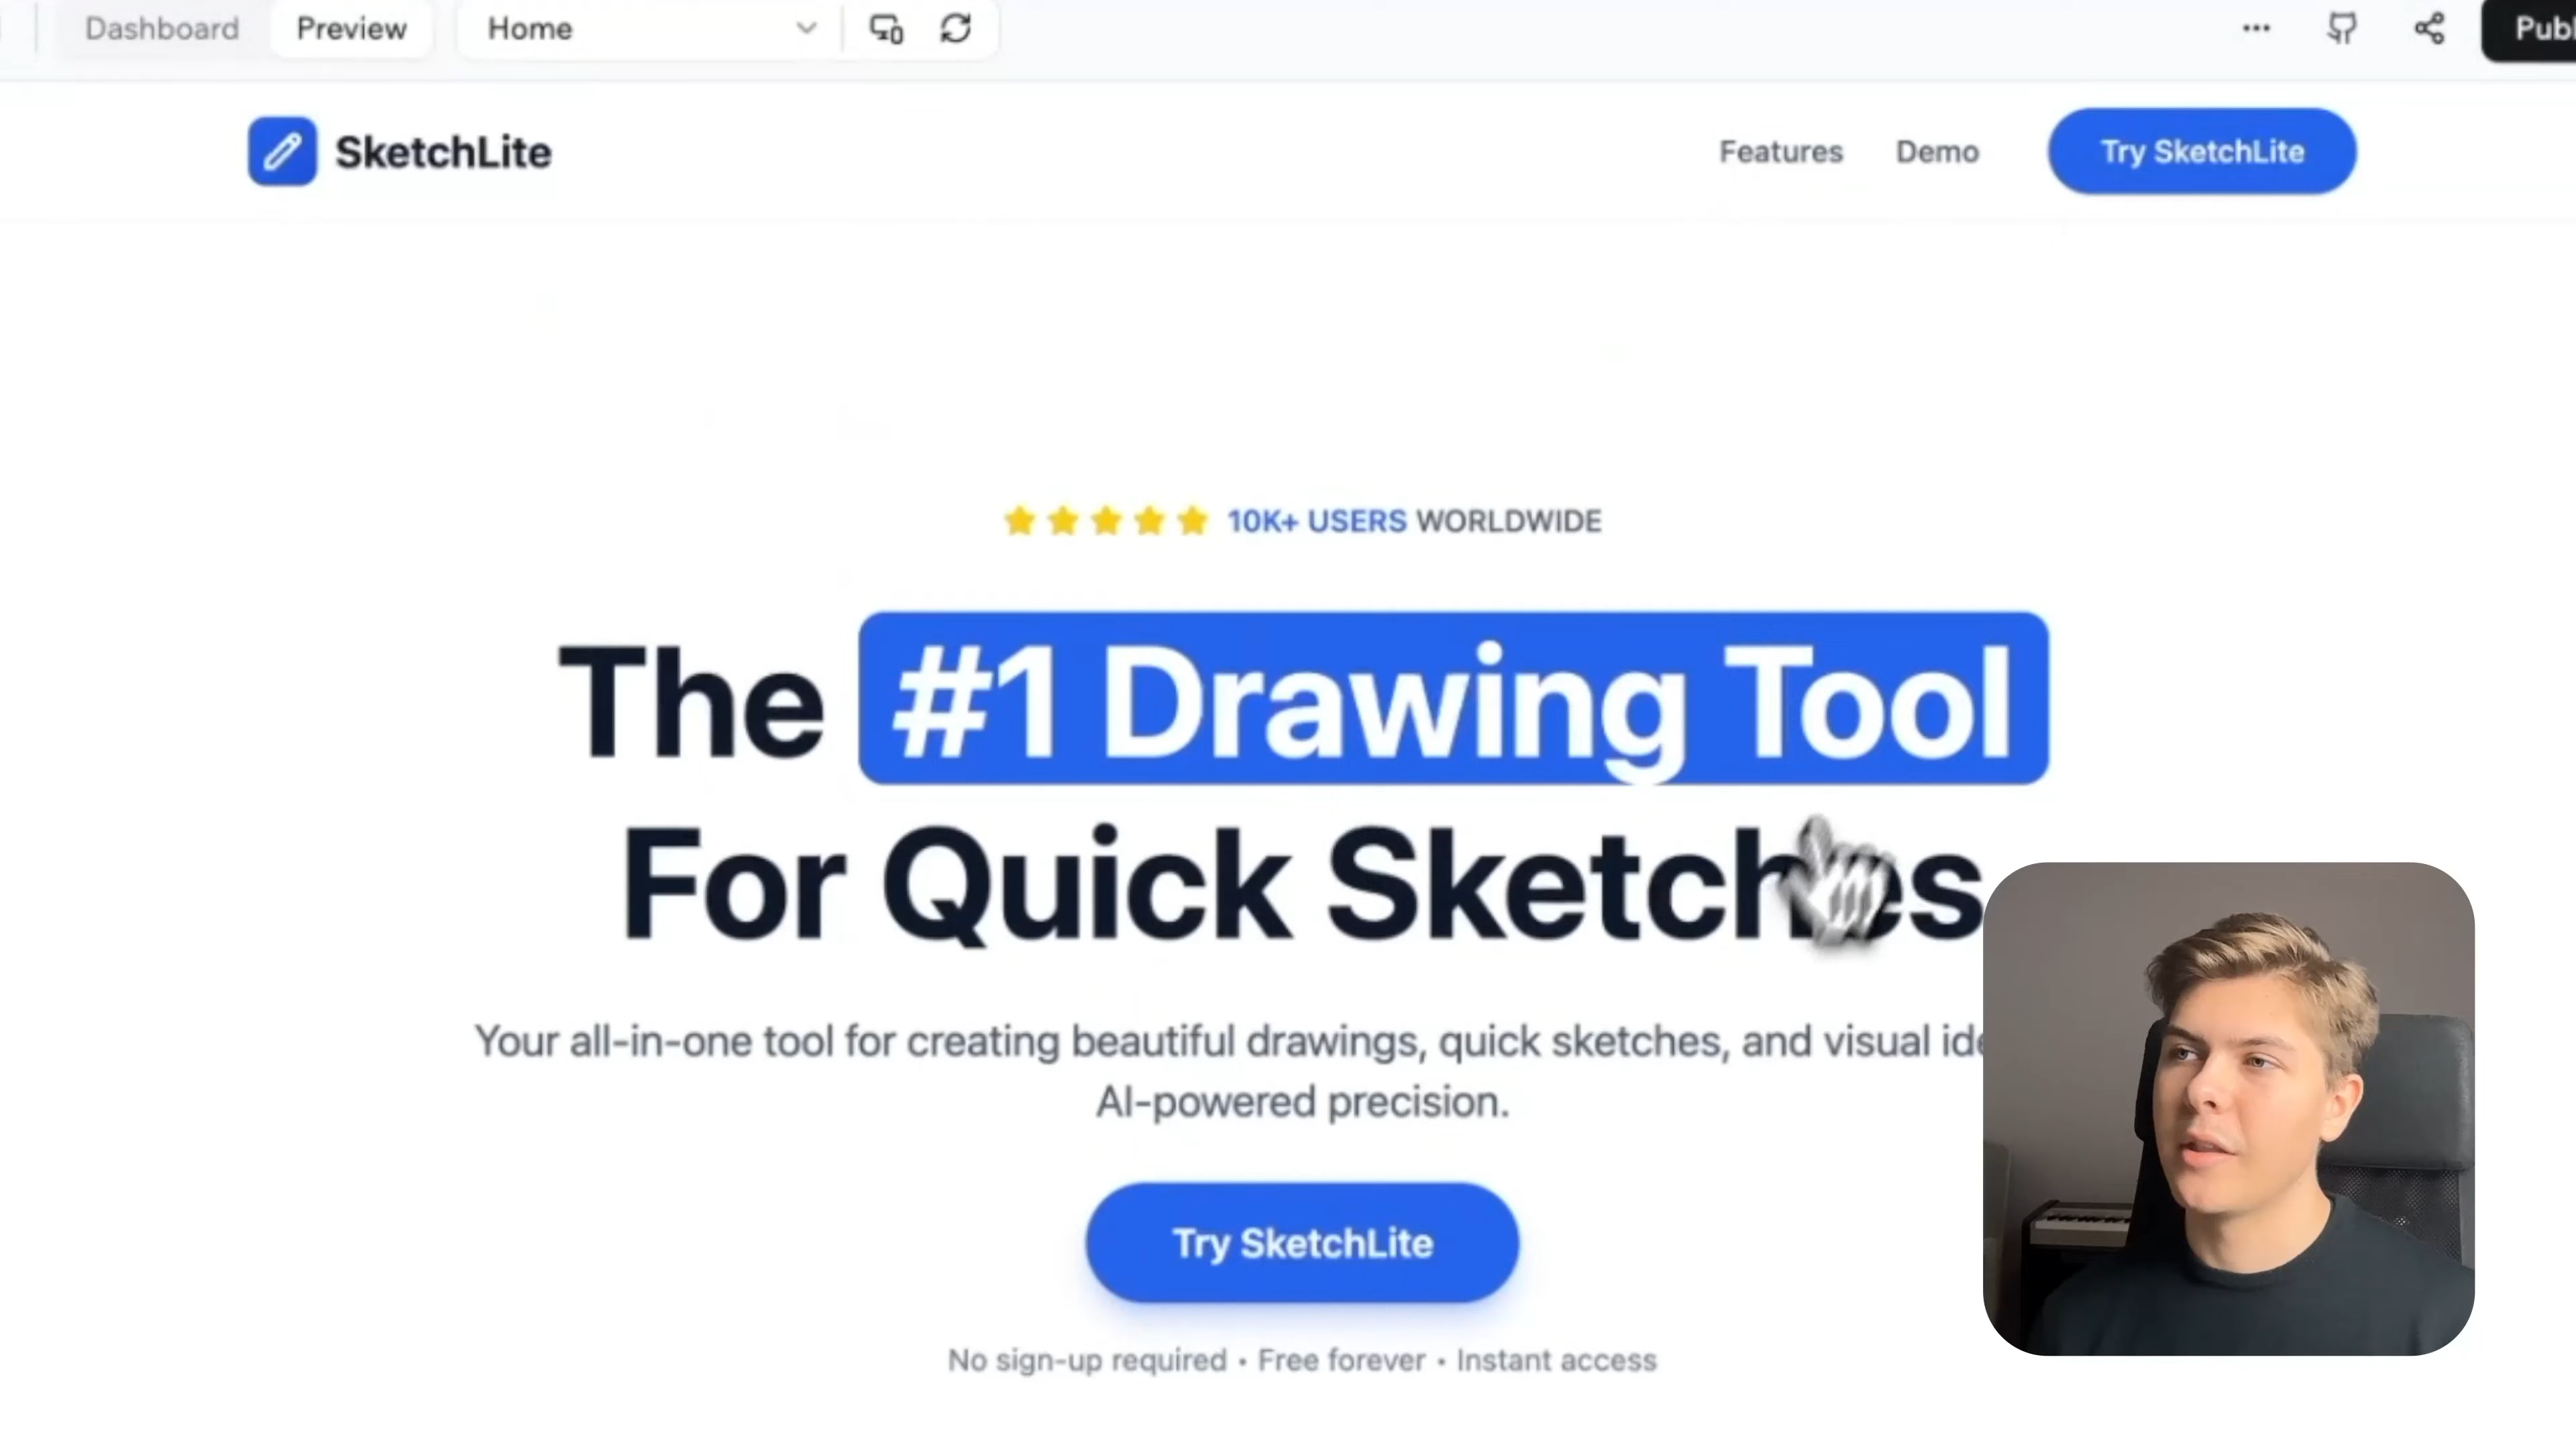 Dashboard Preview Home
SketchLite Features Demo Try SketchLite
10K+ USERS WORLDWIDE
The #1 Drawing Tool
For Quick Sketches
Your all-in-one tool for creating beautiful drawings, quick sketches, and visual
AI-powered precision.
Try SketchLite
No sign-up required • Free forever • Instant access